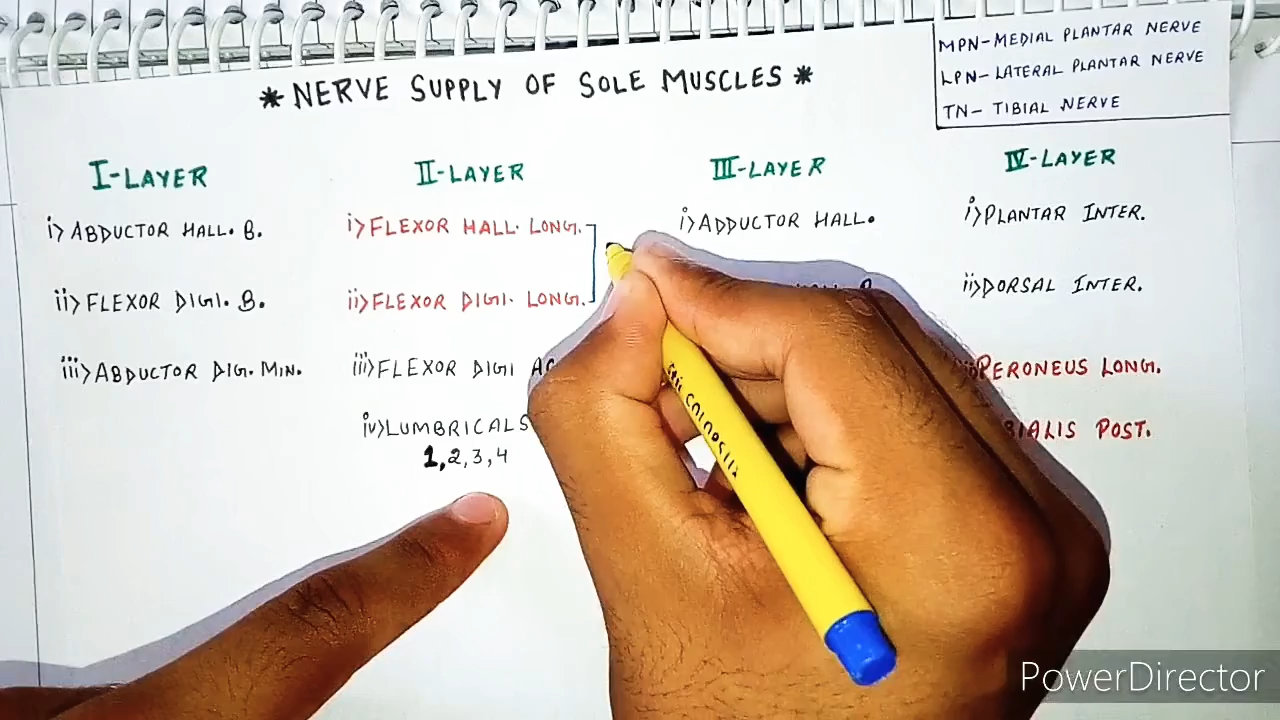 MPN-MEDIAL PLANTAR NERVE
LPN-LATERAL PLANTAR NERVE
TN-TIBIAL NERVE
* NERVE SUPPLY OF SOLE MUSCLES *
I-LAYER
i) ABDUCTOR HALL. B.
ii) FLEXOR DIGI. B.
iii) ABDUCTOR DIG. MIN.
II-LAYER
i) FLEXOR HALL. LONG.
ii) FLEXOR DIGI. LONG.
iii) FLEXOR DIGI
iv) LUMBRICALS
1, 2, 3, 4
III-LAYER
i) ADDUCTOR HALL.
IV-LAYER
i) PLANTAR INTER.
ii) DORSAL INTER.
PERONEUS LONG.
POST.
PowerDirector